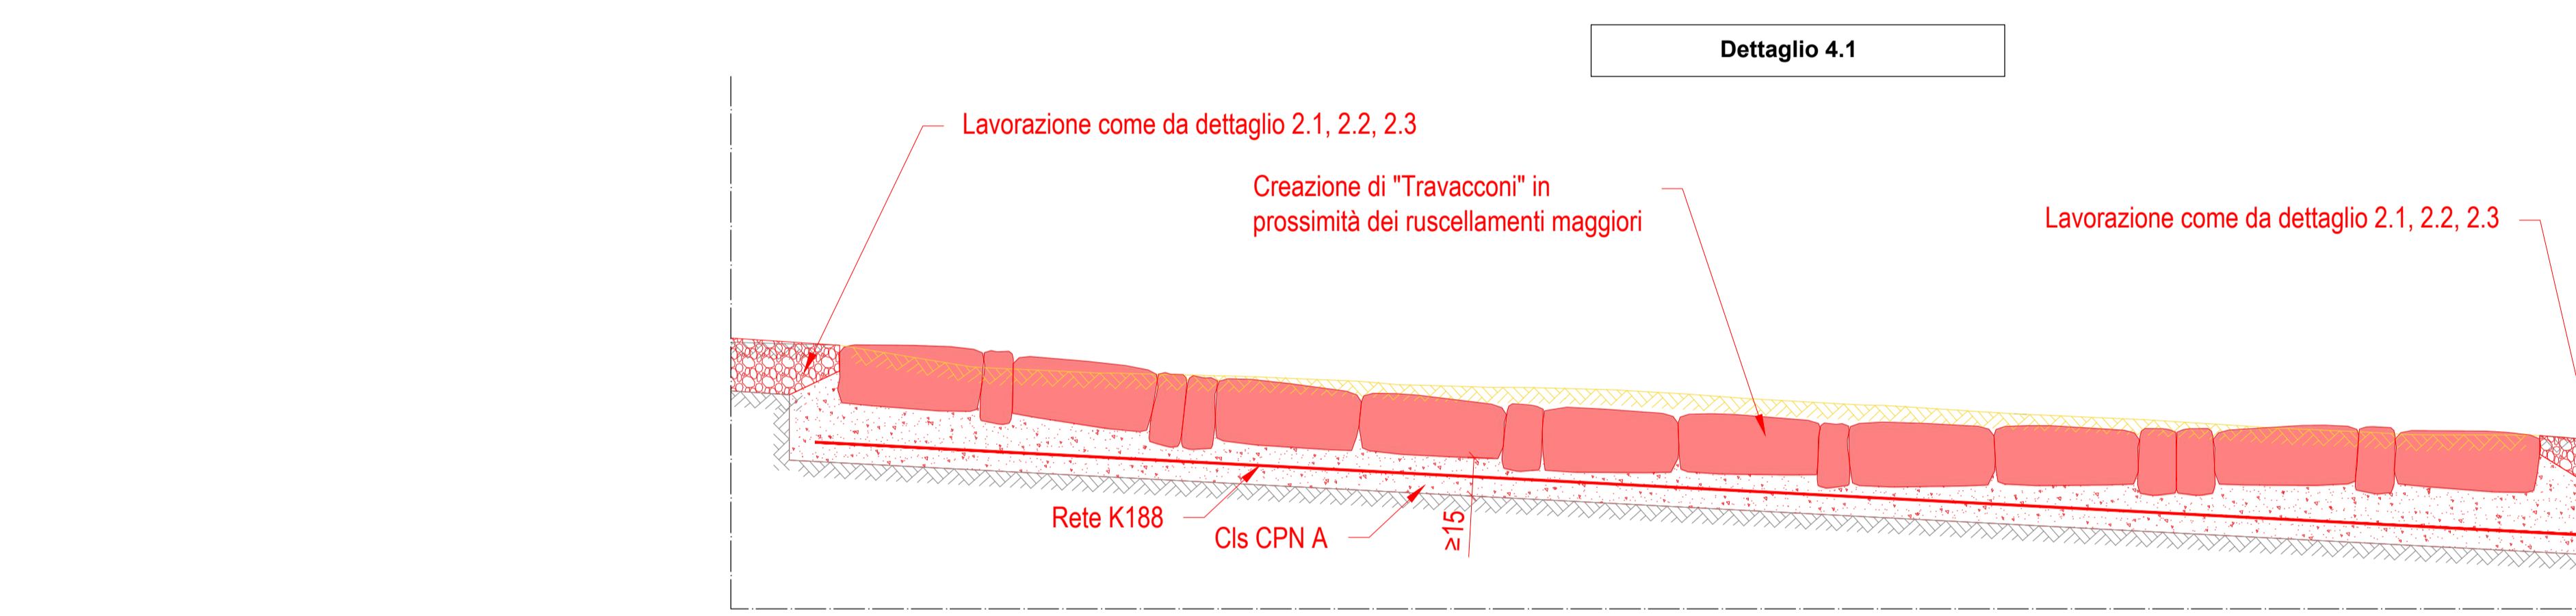 Dettaglio 4.1
Lavorazione come da dettaglio 2.1, 2.2, 2.3
Creazione di "Travacconi" in
prossimità dei ruscellamenti maggiori
Lavorazione come da dettaglio 2.1, 2.2, 2.3
Rete K188
Cls CPN A
≥15